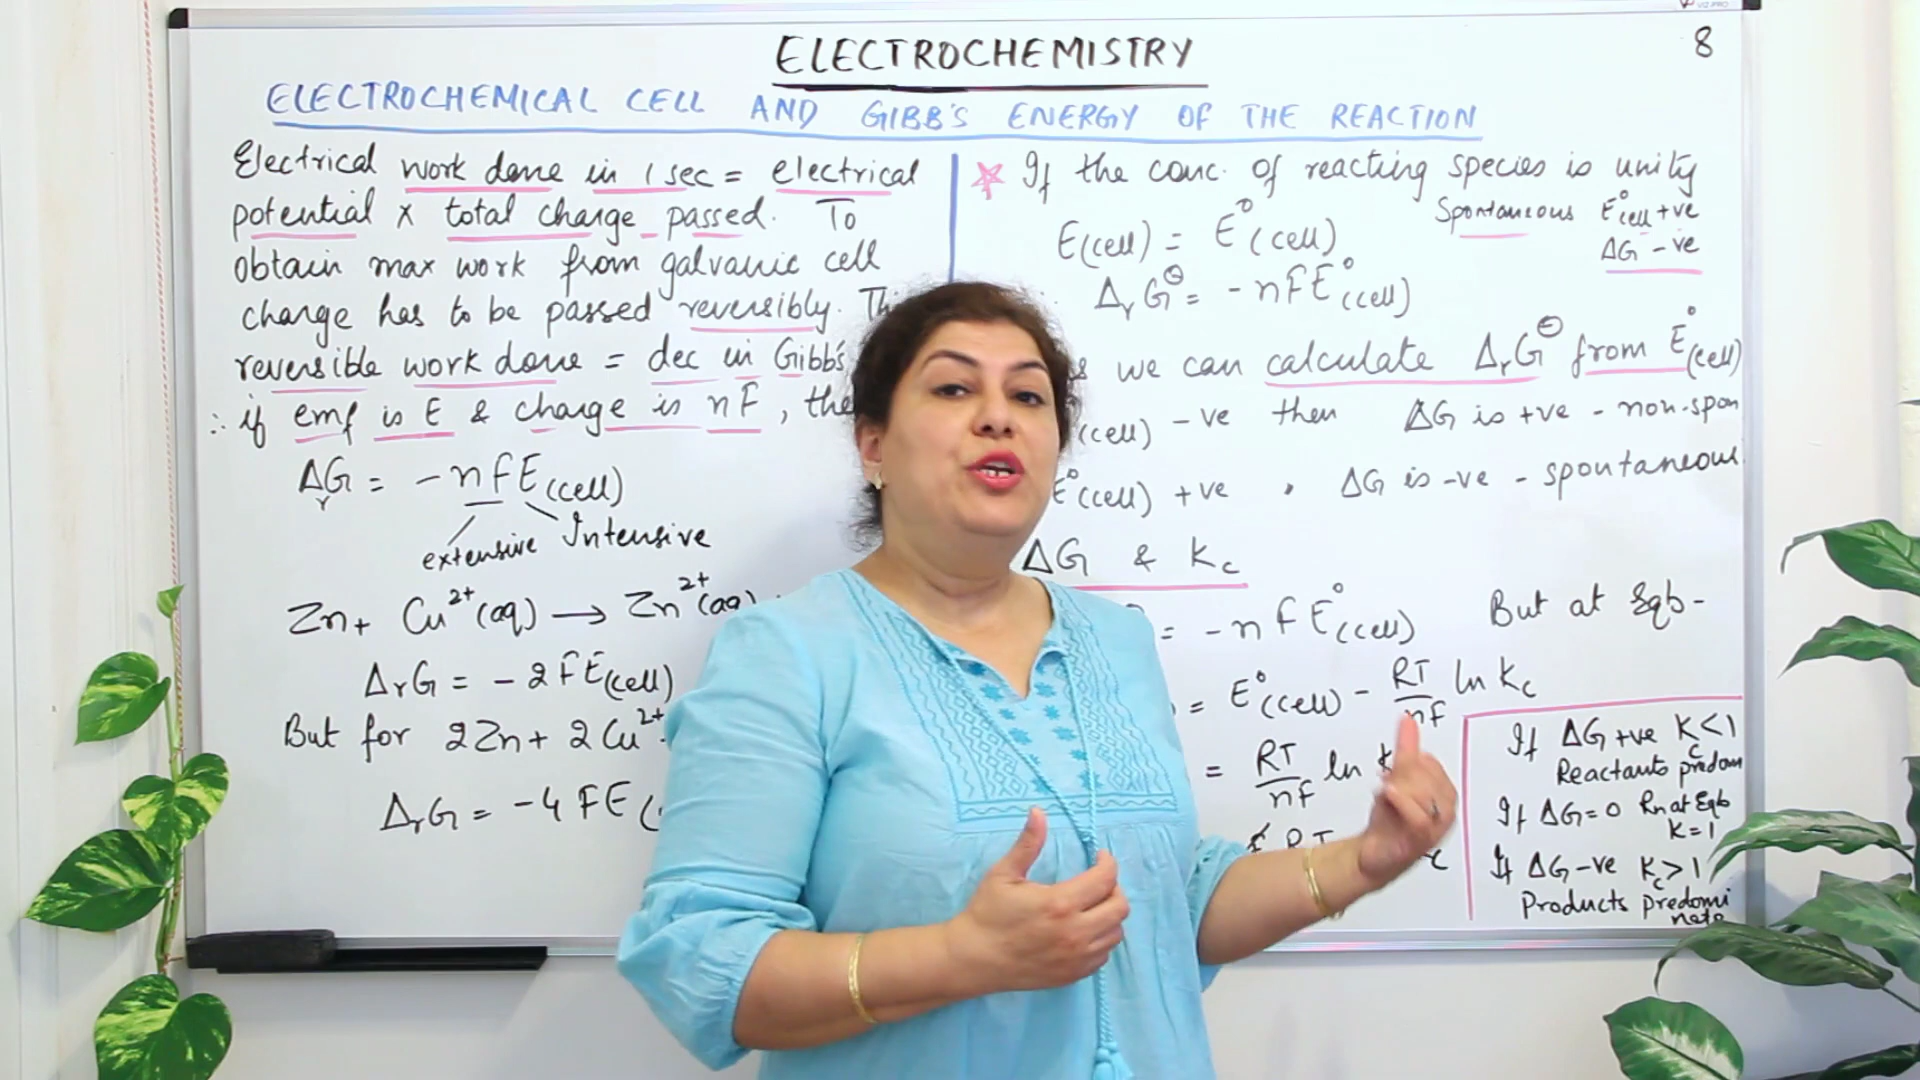 VIZ-PRO
ELECTROCHEMISTRY
8
ELECTROCHEMICAL CELL AND GIBB'S ENERGY OF THE REACTION
Electrical work done in 1 sec = electrical
potential x total charge passed. To
obtain max work from galvanic cell
charge has to be passed reversibly.
reversible work done = dec in Gibb's
∴ if emf is E & charge is nF,
ΔrG = -nFE(cell)
extensive Intensive
Zn + Cu²⁺(aq) → Zn²⁺(aq)
ΔrG = -2FE(cell)
But for 2Zn + 2Cu²⁺
ΔrG = -4FE(
☆ If the conc. of reacting species is unity
E(cell) = E°(cell)
Spontaneous E°cell +ve
ΔG -ve
ΔrG⊖ = -nFE°(cell)
we can calculate ΔrG⊖ from E°(cell)
(cell) -ve then ΔG is +ve - non-spon
E°(cell) +ve , ΔG is -ve - spontaneous.
ΔG & Kc
= -nFE°(cell) But at Eqb-
= E°(cell) - RT/nF ln Kc
= RT/nF ln K
RT
If ΔG +ve Kc < 1
Reactants predom
If ΔG = 0 Rn at Eqb
K = 1
If ΔG -ve Kc > 1
Products predomi
nate